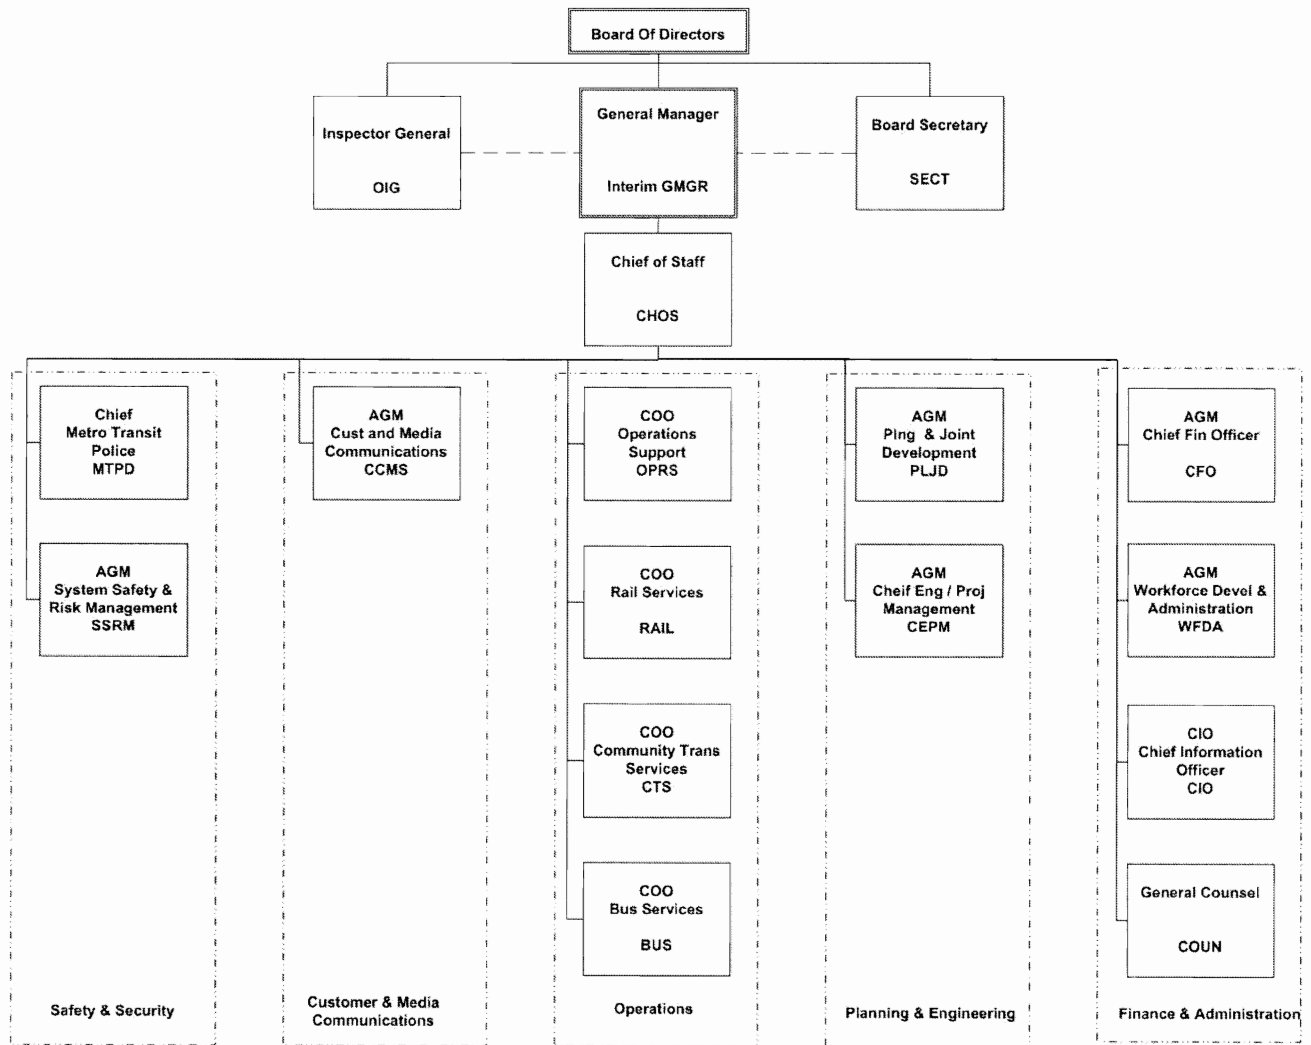 Board Of Directors
Inspector General
OIG
General Manager
Interim GMGR
Board Secretary
SECT
Chief of Staff
CHOS
Chief
Metro Transit
Police
MTPD
AGM
System Safety &
Risk Management
SSRM
Safety & Security
AGM
Cust and Media
Communications
CCMS
Customer & Media
Communications
COO
Operations
Support
OPRS
COO
Rail Services
RAIL
COO
Community Trans
Services
CTS
COO
Bus Services
BUS
Operations
AGM
Plng & Joint
Development
PLJD
AGM
Cheif Eng / Proj
Management
CEPM
Planning & Engineering
AGM
Chief Fin Officer
CFO
AGM
Workforce Devel &
Administration
WFDA
CIO
Chief Information
Officer
CIO
General Counsel
COUN
Finance & Administration